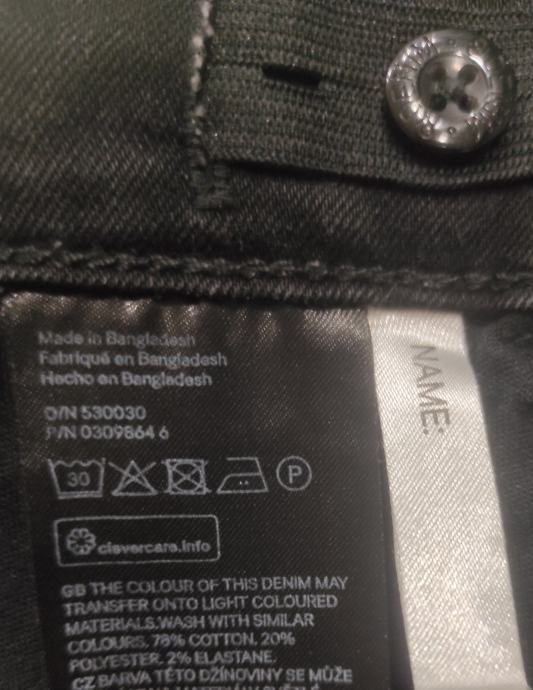 Made in Bangladesh
Fabriqué en Bangladesh
Hecho en Bangladesh
O/N 530030
P/N 0309864 6
30
P
clevercare.info
NAME:
GB THE COLOUR OF THIS DENIM MAY
TRANSFER ONTO LIGHT COLOURED
MATERIALS.WASH WITH SIMILAR
COLOURS. 78% COTTON. 20%
POLYESTER. 2% ELASTANE.
CZ BARVA TÉTO DŽÍNOVINY SE MŮŽE